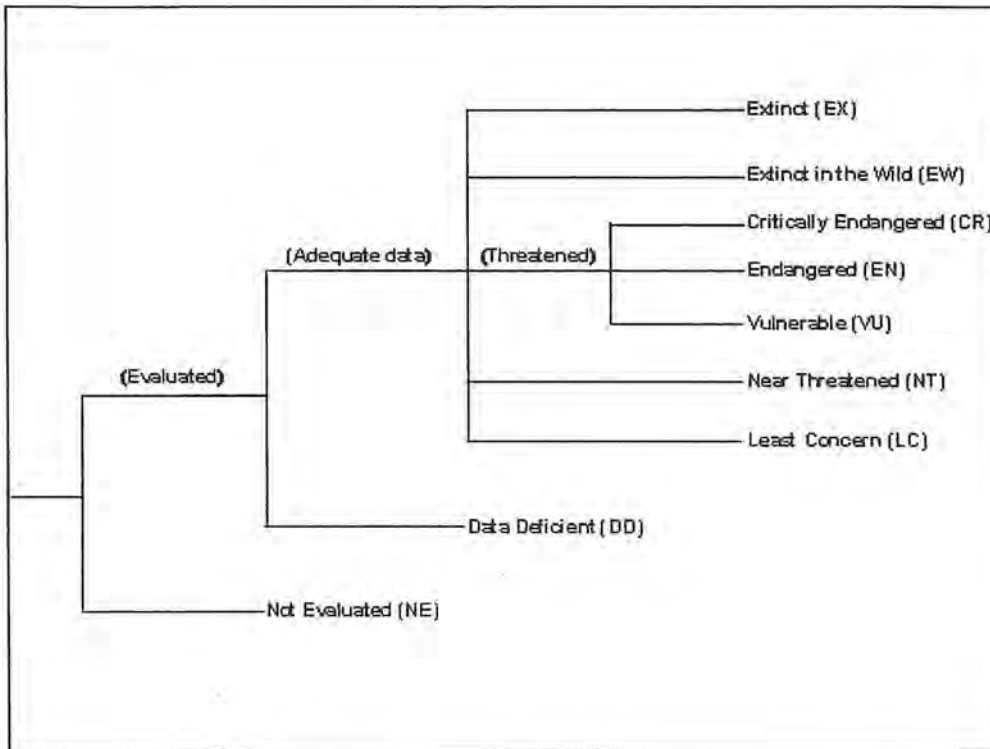 Extinct (EX)
Extinct in the Wild (EW)
Critically Endangered (CR)
(Adequate data)
(Threatened)
Endangered (EN)
Vulnerable (VU)
(Evaluated)
Near Threatened (NT)
Least Concern (LC)
Data Deficient (DD)
Not Evaluated (NE)